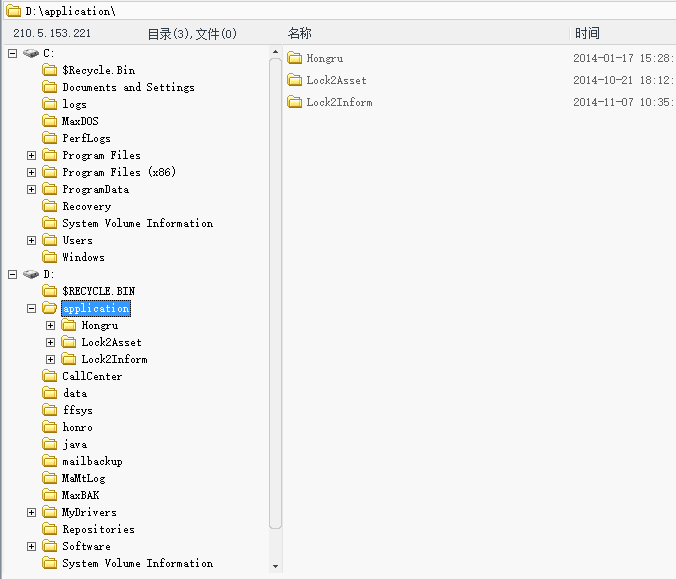 D:\application\
210.5.153.221 目录(3),文件(0) 名称 时间
C:
$Recycle.Bin
Documents and Settings
logs
MaxDOS
PerfLogs
Program Files
Program Files (x86)
ProgramData
Recovery
System Volume Information
Users
Windows
D:
$RECYCLE.BIN
application
Hongru
Lock2Asset
Lock2Inform
CallCenter
data
ffsys
honro
java
mailbackup
MaMtLog
MaxBAK
MyDrivers
Repositories
Software
System Volume Information
Hongru 2014-01-17 15:28:
Lock2Asset 2014-10-21 18:12:
Lock2Inform 2014-11-07 10:35: